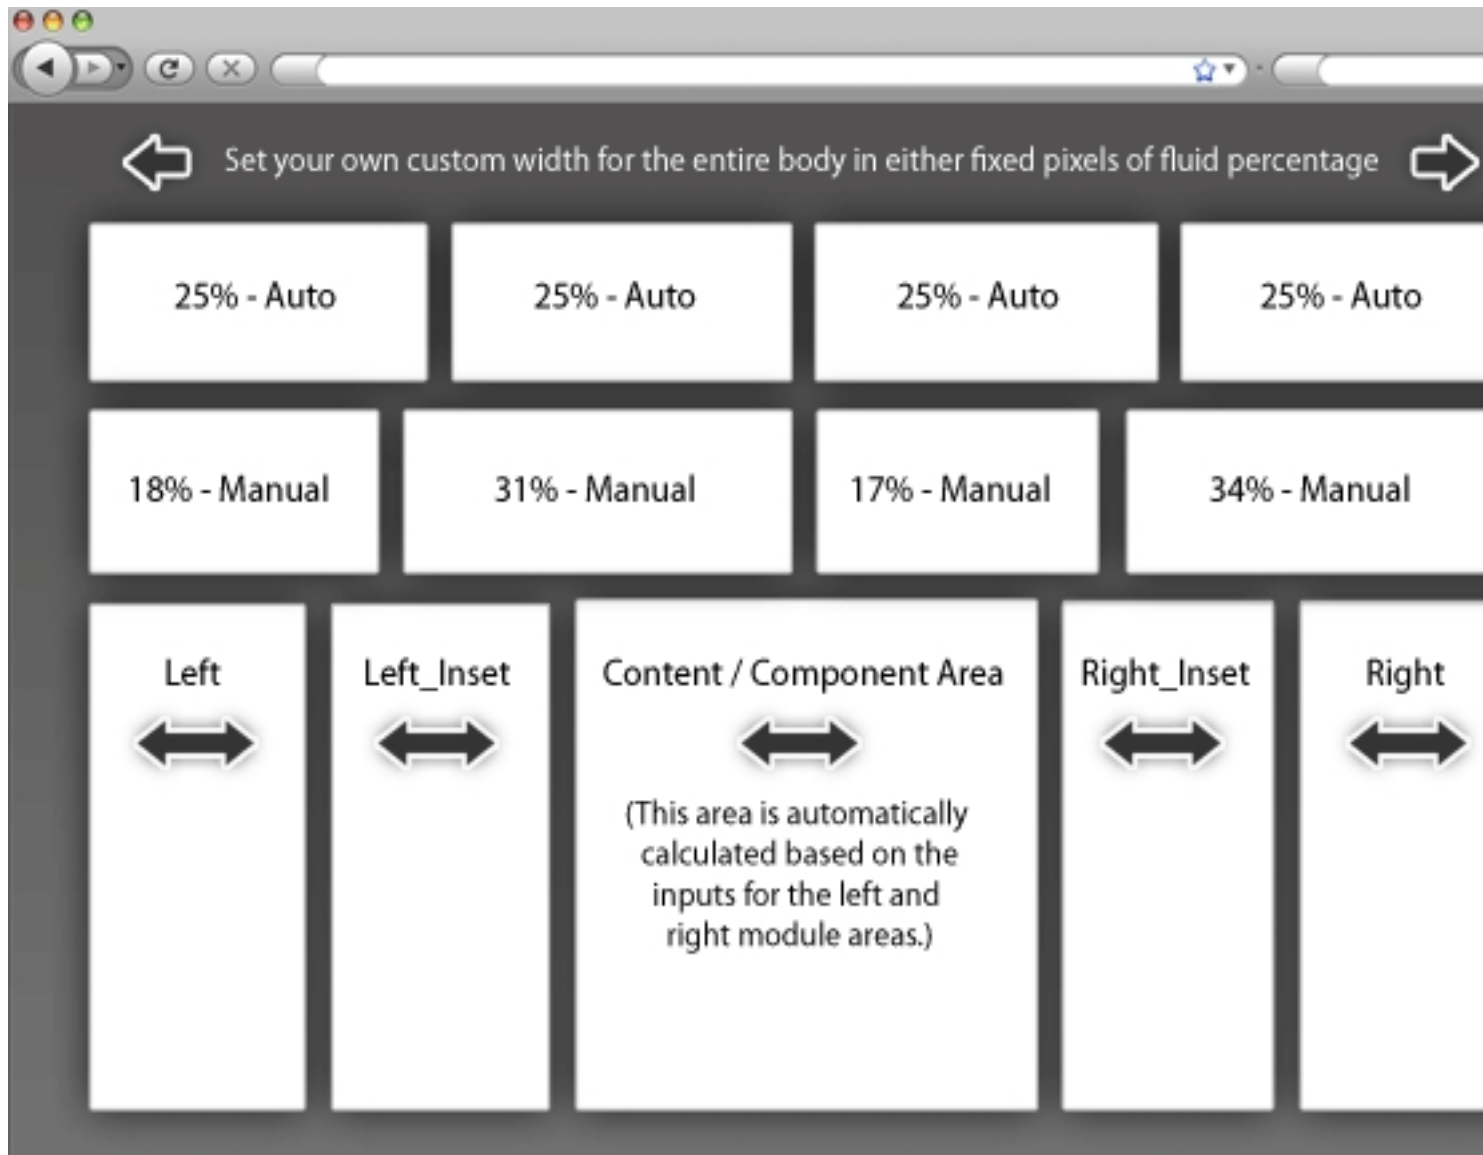 Set your own custom width for the entire body in either fixed pixels of fluid percentage
25% - Auto
25% - Auto
25% - Auto
25% - Auto
18% - Manual
31% - Manual
17% - Manual
34% - Manual
Left
Left_Inset
Content / Component Area
Right_Inset
Right
(This area is automatically
calculated based on the
inputs for the left and
right module areas.)